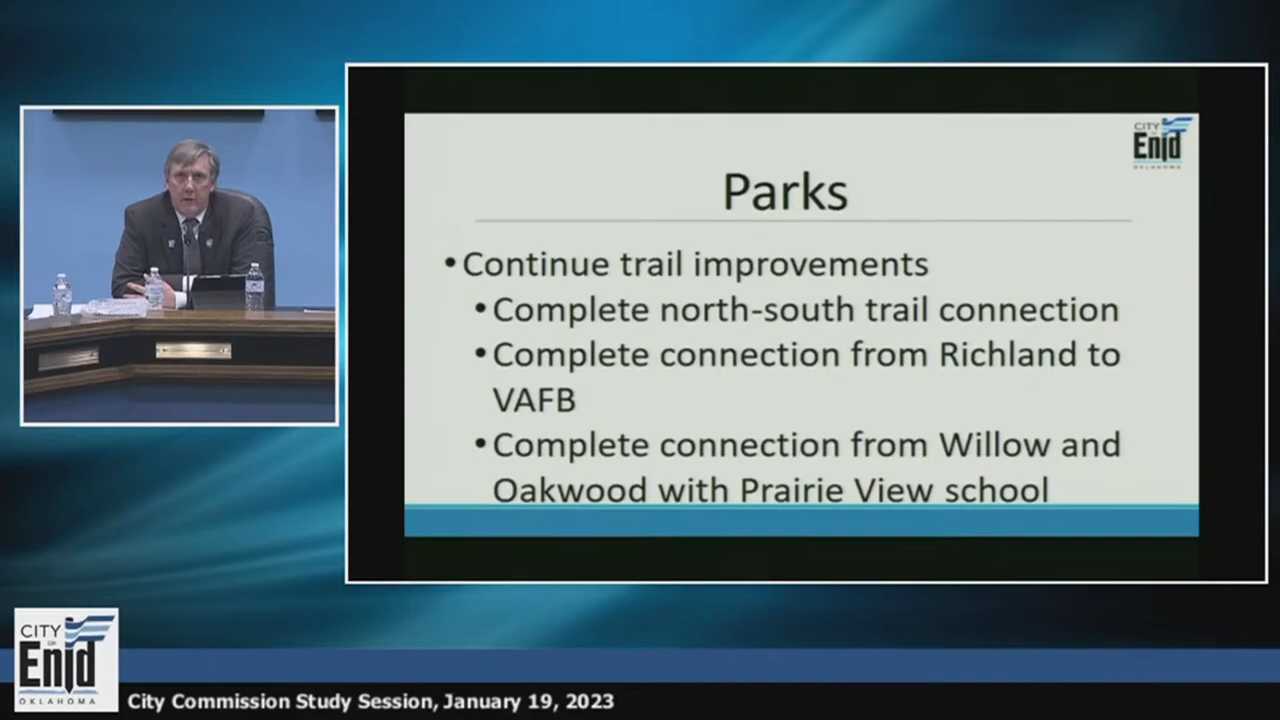 CITY
OF
Enid
OKLAHOMA
Parks
• Continue trail improvements
• Complete north-south trail connection
• Complete connection from Richland to
VAFB
• Complete connection from Willow and
Oakwood with Prairie View school
CITY
OF
Enid
OKLAHOMA
City Commission Study Session, January 19, 2023